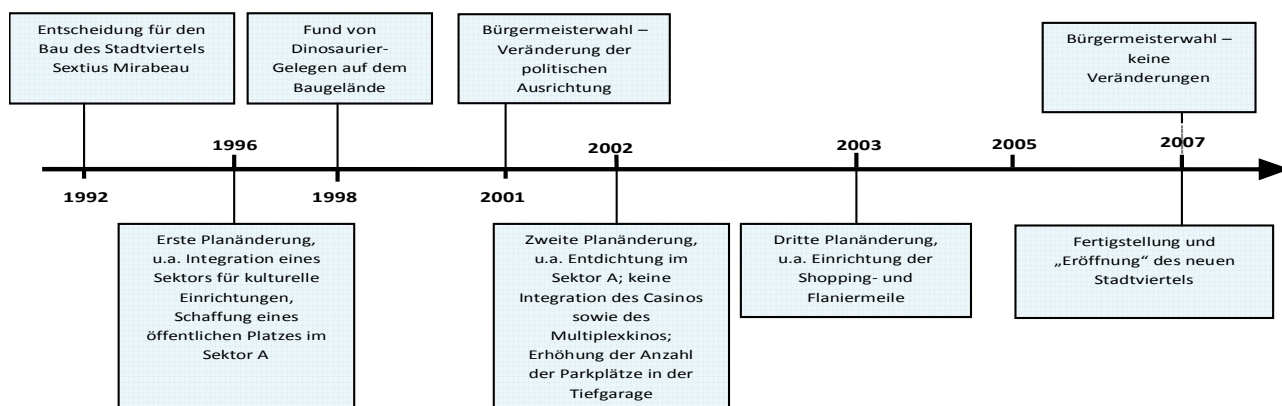 Entscheidung für den
Bau des Stadtviertels
Sextius Mirabeau
Fund von
Dinosaurier-
Gelegen auf dem
Baugelände
Bürgermeisterwahl –
Veränderung der
politischen
Ausrichtung
Bürgermeisterwahl –
keine
Veränderungen
1996
2002
2003
2005
2007
1992
1998
2001
Erste Planänderung,
u.a. Integration eines
Sektors für kulturelle
Einrichtungen,
Schaffung eines
öffentlichen Platzes im
Sektor A
Zweite Planänderung,
u.a. Entdichtung im
Sektor A; keine
Integration des Casinos
sowie des
Multiplexkinos;
Erhöhung der Anzahl
der Parkplätze in der
Tiefgarage
Dritte Planänderung,
u.a. Einrichtung der
Shopping- und
Flaniermeile
Fertigstellung und
„Eröffnung“ des neuen
Stadtviertels